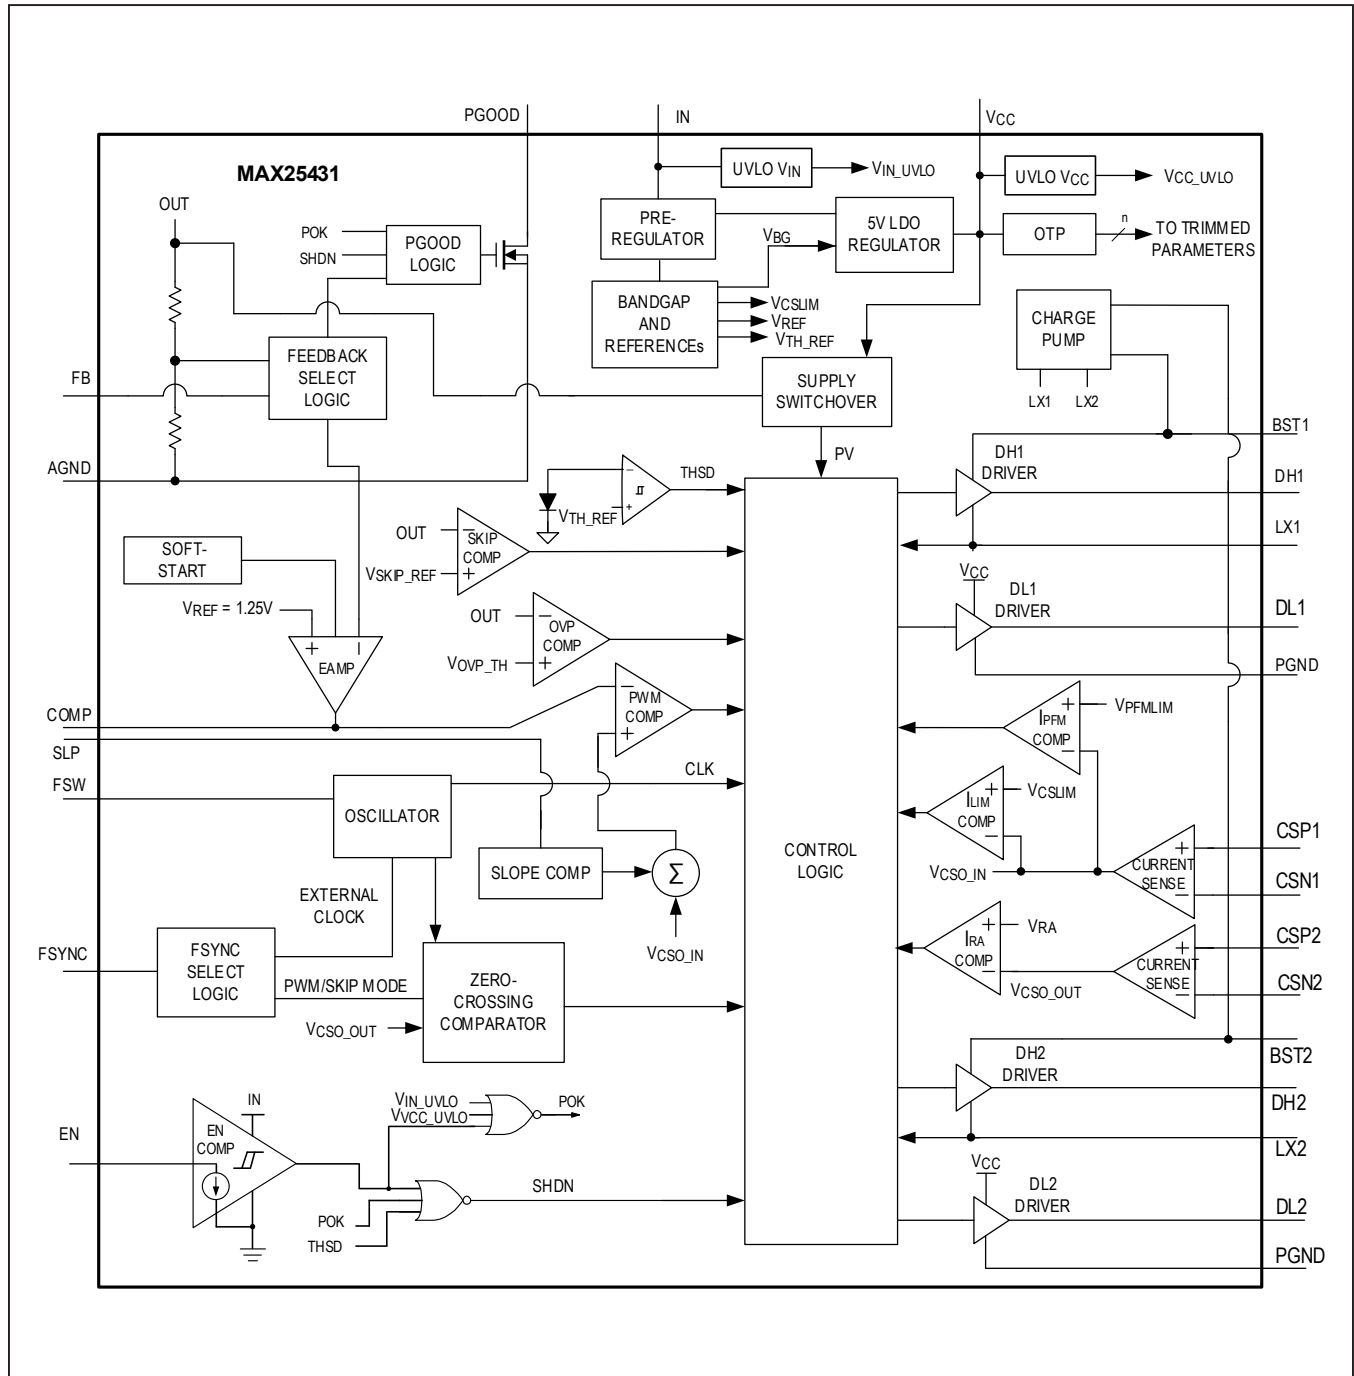 PGOOD
IN
VCC
MAX25431
UVLO VIN
VIN_UVLO
UVLO VCC
VCC_UVLO
OUT
POK
SHDN
PGOOD
LOGIC
PRE-
REGULATOR
VBG
5V LDO
REGULATOR
OTP
n
TO TRIMMED
PARAMETERS
BANDGAP
AND
REFERENCEs
VCSLIM
VREF
VTH_REF
CHARGE
PUMP
LX1
LX2
FB
FEEDBACK
SELECT
LOGIC
SUPPLY
SWITCHOVER
PV
BST1
AGND
DH1
DRIVER
DH1
THSD
VTH_REF
-
+
LX1
OUT
SKIP
COMP
-
+
VSKIP_REF
SOFT-
START
VREF = 1.25V
VCC
DL1
DRIVER
DL1
OUT
OVP
COMP
-
+
VOVP_TH
PGND
+
-
EAMP
COMP
PWM
COMP
-
+
IPFM
COMP
+
-
VPFMLIM
SLP
FSW
OSCILLATOR
CLK
ILIM
COMP
+
-
VCSLIM
CONTROL
LOGIC
SLOPE COMP
Σ
VCSO_IN
VCSO_IN
CURRENT
SENSE
+
-
CSP1
CSN1
EXTERNAL
CLOCK
FSYNC
FSYNC
SELECT
LOGIC
PWM/SKIP MODE
ZERO-
CROSSING
COMPARATOR
VCSO_OUT
IRA
COMP
+
-
VRA
VCSO_OUT
CURRENT
SENSE
+
-
CSP2
CSN2
BST2
DH2
DRIVER
DH2
LX2
EN
EN
COMP
IN
VIN_UVLO
VVCC_UVLO
POK
SHDN
POK
THSD
VCC
DL2
DRIVER
DL2
PGND